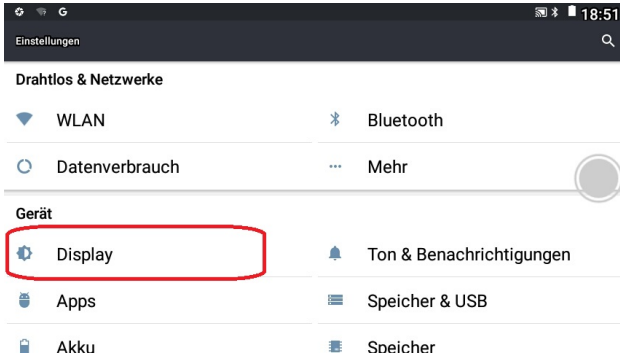 G 18:51
Einstellungen
Drahtlos & Netzwerke
WLAN Bluetooth
Datenverbrauch Mehr
Gerät
Display Ton & Benachrichtigungen
Apps Speicher & USB
Akku Speicher